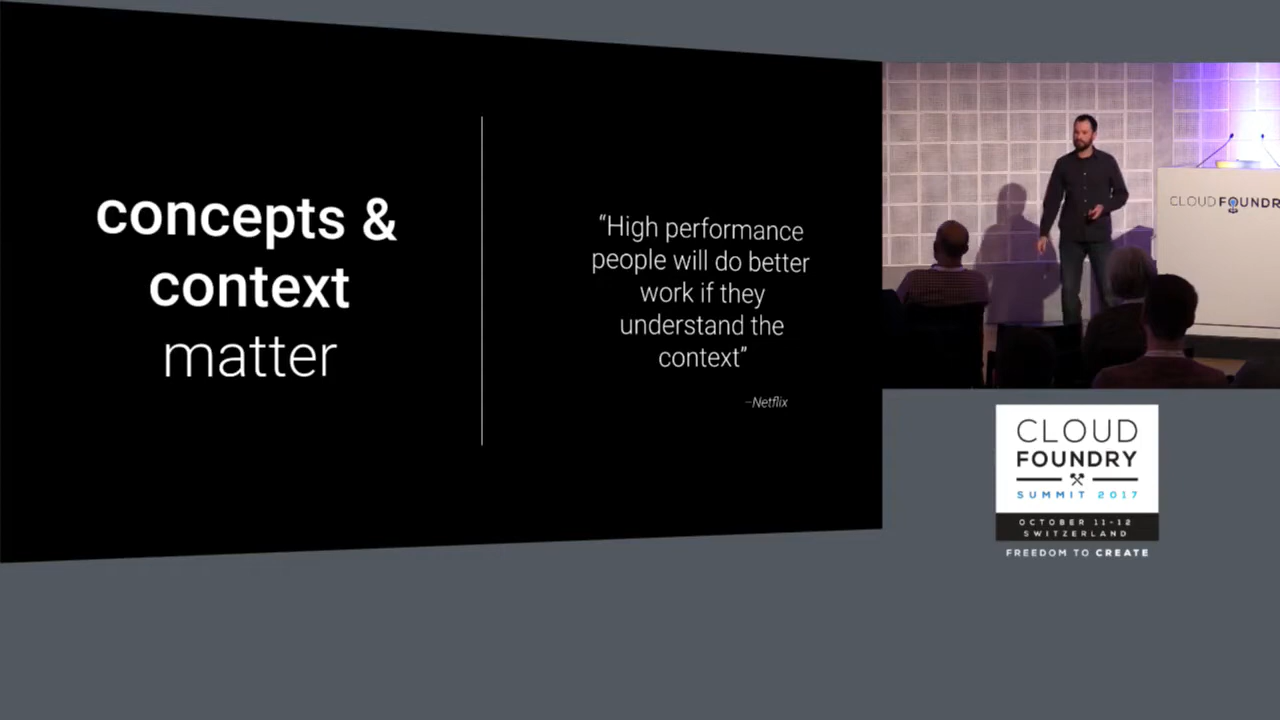 concepts &
context
matter
“High performance
people will do better
work if they
understand the
context”
–Netflix
CLOUD FOUNDR
CLOUD
FOUNDRY
SUMMIT 2017
OCTOBER 11-12
SWITZERLAND
FREEDOM TO CREATE